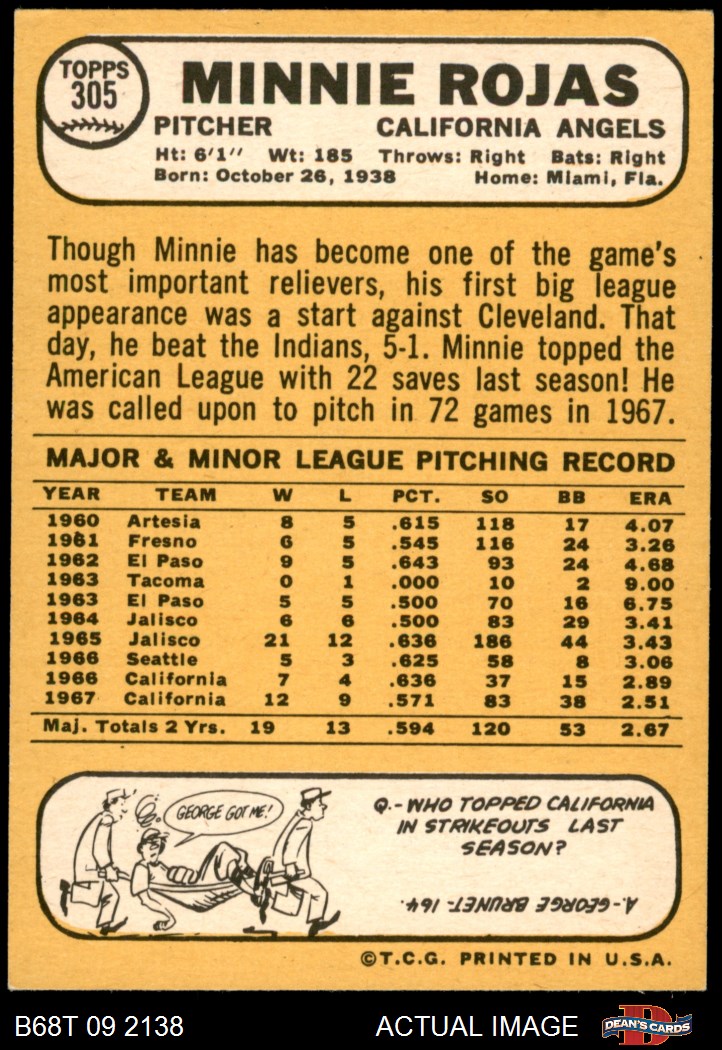 TOPPS
305
MINNIE ROJAS
PITCHER CALIFORNIA ANGELS
Ht: 6'1" Wt: 185 Throws: Right Bats: Right
Born: October 26, 1938 Home: Miami, Fla.
Though Minnie has become one of the game's
most important relievers, his first big league
appearance was a start against Cleveland. That
day, he beat the Indians, 5-1. Minnie topped the
American League with 22 saves last season! He
was called upon to pitch in 72 games in 1967.
MAJOR & MINOR LEAGUE PITCHING RECORD
YEAR TEAM W L PCT. SO BB ERA
1960 Artesia 8 5 .615 118 17 4.07
1961 Fresno 6 5 .545 116 24 3.26
1962 El Paso 9 5 .643 93 24 4.68
1963 Tacoma 0 1 .000 10 2 9.00
1963 El Paso 5 5 .500 70 16 6.75
1964 Jalisco 6 6 .500 83 29 3.41
1965 Jalisco 21 12 .636 186 44 3.43
1966 Seattle 5 3 .625 58 8 3.06
1966 California 7 4 .636 37 15 2.89
1967 California 12 9 .571 83 38 2.51
Maj. Totals 2 Yrs. 19 13 .594 120 53 2.67
GEORGE GOT ME!
Q.-WHO TOPPED CALIFORNIA
IN STRIKEOUTS LAST
SEASON?
A.-GEORGE BRUNET-164.
©T.C.G. PRINTED IN U.S.A.
B68T 09 2138 ACTUAL IMAGE
D
DEAN'S CARDS